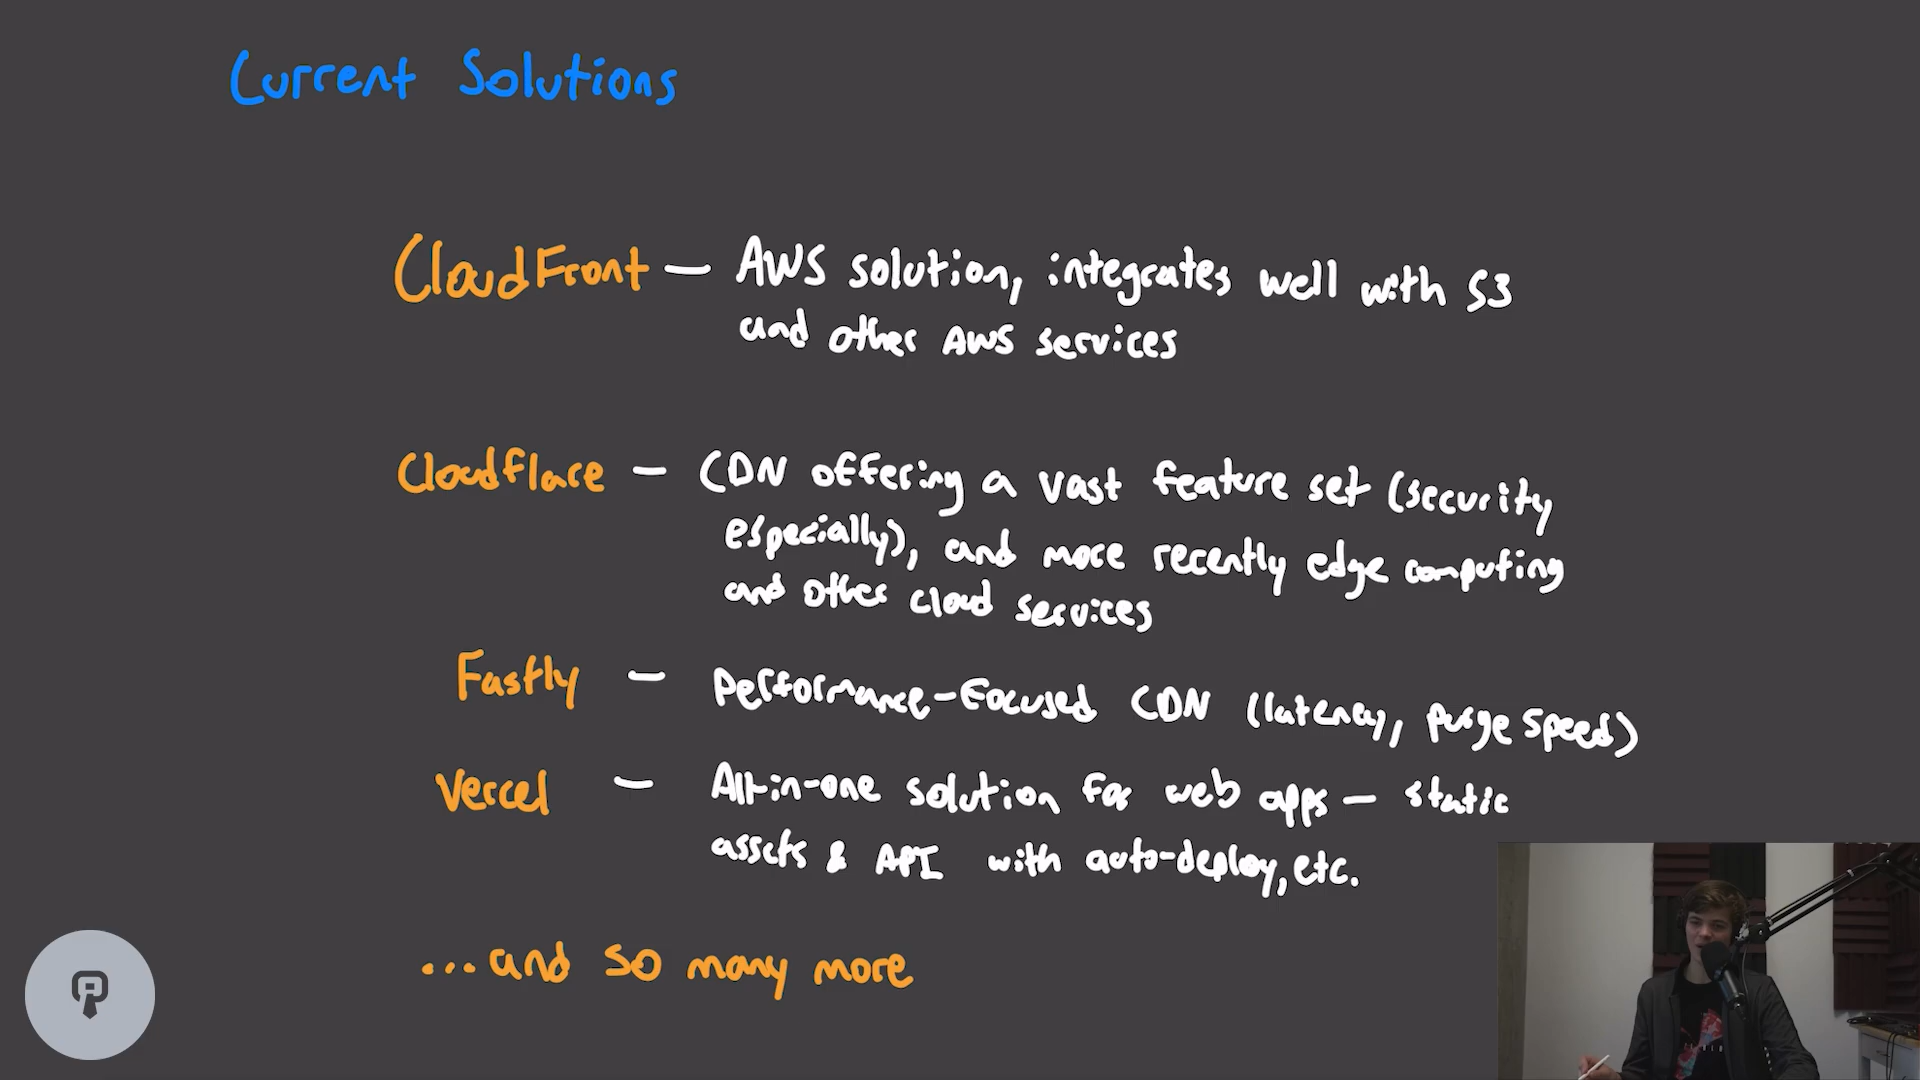 Current Solutions
CloudFront — AWS solution, integrates well with S3
and other AWS services
Cloudflare — CDN offering a vast feature set (security
especially), and more recently edge computing
and other cloud services
Fastly — Performance-focused CDN (latency, purge speed)
Vercel — All-in-one solution for web apps — static
assets & API with auto-deploy, etc.
...and so many more